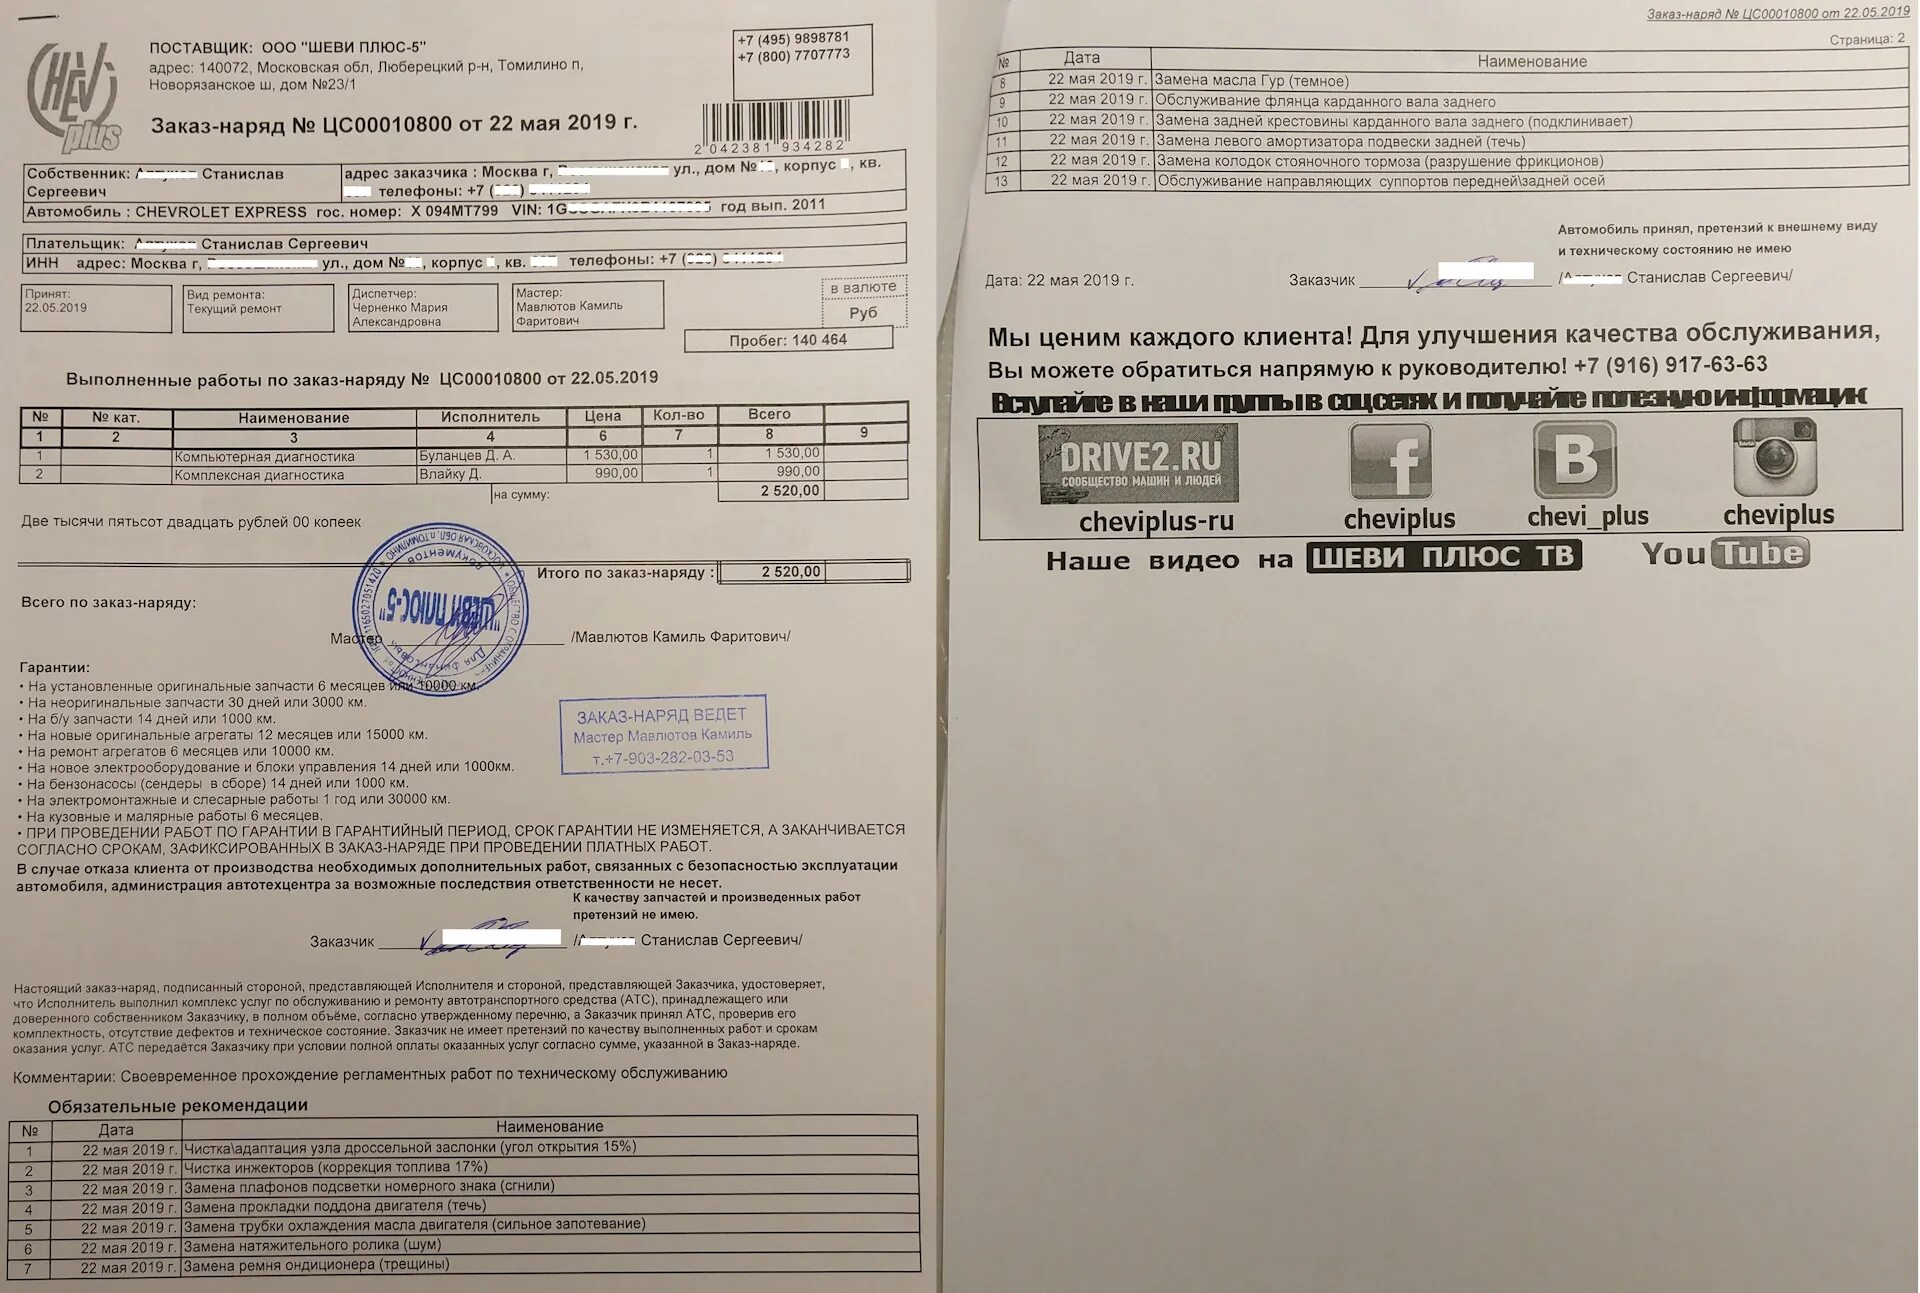 CHEVI plus
ПОСТАВЩИК: ООО "ШЕВИ ПЛЮС-5"
адрес: 140072, Московская обл, Люберецкий р-н, Томилино п,
Новорязанское ш, дом №23/1
+7 (495) 9898781
+7 (800) 7707773
Заказ-наряд № ЦС00010800 от 22 мая 2019 г.
2 042381 934282
Собственник: Станислав
Сергеевич
адрес заказчика : Москва г, ул., дом № , корпус , кв.
телефоны: +7 ( )
Автомобиль : CHEVROLET EXPRESS гос. номер: X 094MT799 VIN: 1G год вып. 2011
Плательщик: Станислав Сергеевич
ИНН адрес: Москва г, ул., дом № , корпус , кв. телефоны: +7 ( )
Принят:
22.05.2019
Вид ремонта:
Текущий ремонт
Диспетчер:
Черненко Мария
Александровна
Мастер:
Мавлютов Камиль
Фаритович
в валюте
Руб
Пробег: 140 464
Выполненные работы по заказ-наряду № ЦС00010800 от 22.05.2019
№ № кат. Наименование Исполнитель Цена Кол-во Всего
1 2 3 4 6 7 8 9
1 Компьютерная диагностика Буланцев Д. А. 1 530,00 1 1 530,00
2 Комплексная диагностика Влайку Д. 990,00 1 990,00
на сумму: 2 520,00
Две тысячи пятьсот двадцать рублей 00 копеек
Итого по заказ-наряду : 2 520,00
Всего по заказ-наряду:
"ШЕВИ ПЛЮС-5"
Для финансовых документов
Мастер /Мавлютов Камиль Фаритович/
Гарантии:
• На установленные оригинальные запчасти 6 месяцев или 10000 км.
• На неоригинальные запчасти 30 дней или 3000 км.
• На б/у запчасти 14 дней или 1000 км.
• На новые оригинальные агрегаты 12 месяцев или 15000 км.
• На ремонт агрегатов 6 месяцев или 10000 км.
• На новое электрооборудование и блоки управления 14 дней или 1000км.
• На бензонасосы (сендеры в сборе) 14 дней или 1000 км.
• На электромонтажные и слесарные работы 1 год или 30000 км.
• На кузовные и малярные работы 6 месяцев.
• ПРИ ПРОВЕДЕНИИ РАБОТ ПО ГАРАНТИИ В ГАРАНТИЙНЫЙ ПЕРИОД, СРОК ГАРАНТИИ НЕ ИЗМЕНЯЕТСЯ, А ЗАКАНЧИВАЕТСЯ
СОГЛАСНО СРОКАМ, ЗАФИКСИРОВАННЫХ В ЗАКАЗ-НАРЯДЕ ПРИ ПРОВЕДЕНИИ ПЛАТНЫХ РАБОТ.
ЗАКАЗ-НАРЯД ВЕДЕТ
Мастер Мавлютов Камиль
т.+7-903-282-03-53
В случае отказа клиента от производства необходимых дополнительных работ, связанных с безопасностью эксплуатации
автомобиля, администрация автотехцентра за возможные последствия ответственности не несет.
К качеству запчастей и произведенных работ
претензий не имею.
Заказчик / Станислав Сергеевич/
Настоящий заказ-наряд, подписанный стороной, представляющей Исполнителя и стороной, представляющей Заказчика, удостоверяет,
что Исполнитель выполнил комплекс услуг по обслуживанию и ремонту автотранспортного средства (АТС), принадлежащего или
доверенного собственником Заказчику, в полном объёме, согласно утвержденному перечню, а Заказчик принял АТС, проверив его
комплектность, отсутствие дефектов и техническое состояние. Заказчик не имеет претензий по качеству выполненных работ и срокам
оказания услуг. АТС передаётся Заказчику при условии полной оплаты оказанных услуг согласно сумме, указанной в Заказ-наряде.
Комментарии: Своевременное прохождение регламентных работ по техническому обслуживанию
Обязательные рекомендации
№ Дата Наименование
1 22 мая 2019 г. Чистка\адаптация узла дроссельной заслонки (угол открытия 15%)
2 22 мая 2019 г. Чистка инжекторов (коррекция топлива 17%)
3 22 мая 2019 г. Замена плафонов подсветки номерного знака (сгнили)
4 22 мая 2019 г. Замена прокладки поддона двигателя (течь)
5 22 мая 2019 г. Замена трубки охлаждения масла двигателя (сильное запотевание)
6 22 мая 2019 г. Замена натяжительного ролика (шум)
7 22 мая 2019 г. Замена ремня ондиционера (трещины)
Заказ-наряд № ЦС00010800 от 22.05.2019
Страница: 2
№ Дата Наименование
8 22 мая 2019 г. Замена масла Гур (темное)
9 22 мая 2019 г. Обслуживание флянца карданного вала заднего
10 22 мая 2019 г. Замена задней крестовины карданного вала заднего (подклинивает)
11 22 мая 2019 г. Замена левого амортизатора подвески задней (течь)
12 22 мая 2019 г. Замена колодок стояночного тормоза (разрушение фрикционов)
13 22 мая 2019 г. Обслуживание направляющих суппортов передней\задней осей
Автомобиль принял, претензий к внешнему виду
и техническому состоянию не имею
Дата: 22 мая 2019 г. Заказчик / Станислав Сергеевич/
Мы ценим каждого клиента! Для улучшения качества обслуживания,
Вы можете обратиться напрямую к руководителю! +7 (916) 917-63-63
Вступайте в наши группы в соцсетях и получайте полезную информацию
DRIVE2.RU
СООБЩЕСТВО МАШИН И ЛЮДЕЙ
f
B
cheviplus-ru cheviplus chevi_plus cheviplus
Наше видео на ШЕВИ ПЛЮС ТВ YouTube